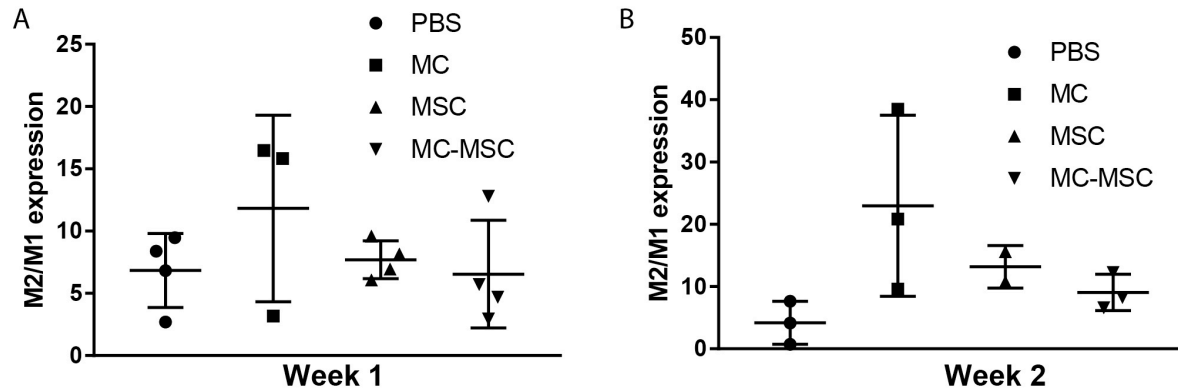 A
M2/M1 expression
25
20
15
10
5
0
PBS
MC
MSC
MC-MSC
Week 1
B
M2/M1 expression
50
40
30
20
10
0
PBS
MC
MSC
MC-MSC
Week 2